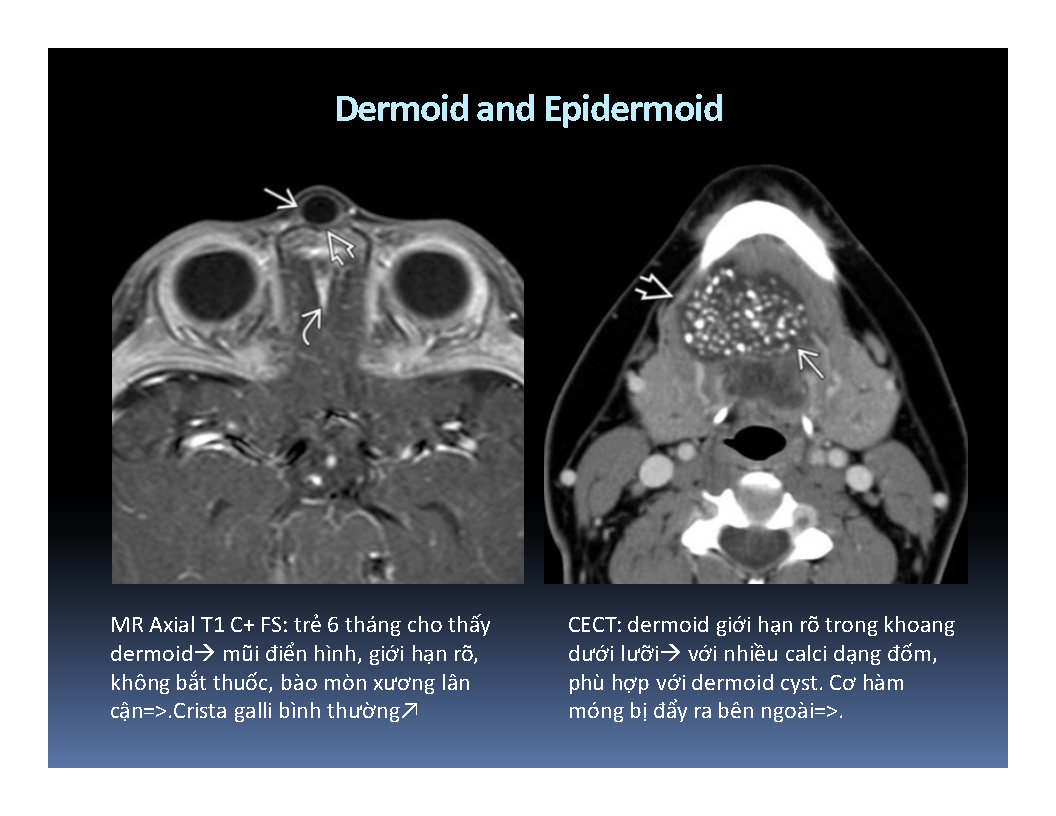 Dermoid and Epidermoid
MR Axial T1 C+ FS: trẻ 6 tháng cho thấy
dermoid→ mũi điển hình, giới hạn rõ,
không bắt thuốc, bào mòn xương lân
cận=>.Crista galli bình thường↗
CECT: dermoid giới hạn rõ trong khoang
dưới lưỡi→ với nhiều calci dạng đốm,
phù hợp với dermoid cyst. Cơ hàm
móng bị đẩy ra bên ngoài=>.